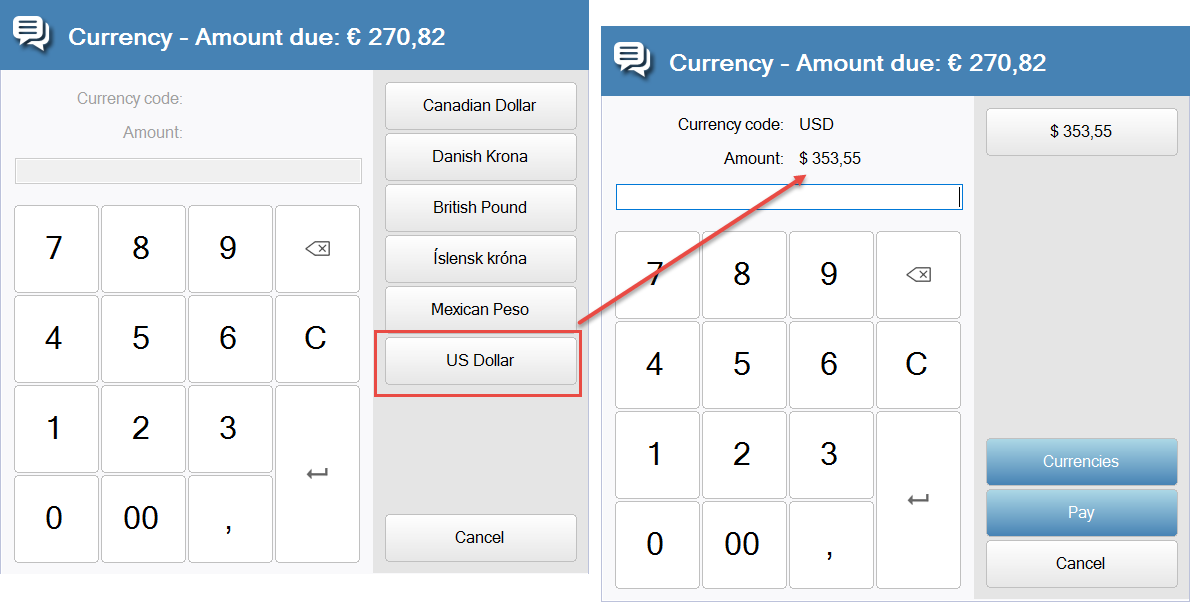 Currency - Amount due: € 270,82
Currency code:
Amount:
Canadian Dollar
Danish Krona
British Pound
Íslensk króna
Mexican Peso
US Dollar
7 8 9
4 5 6 C
1 2 3
0 00 ,
Cancel
Currency - Amount due: € 270,82
Currency code: USD
Amount: $ 353,55
$ 353,55
7 8 9
4 5 6 C
1 2 3
0 00 ,
Currencies
Pay
Cancel